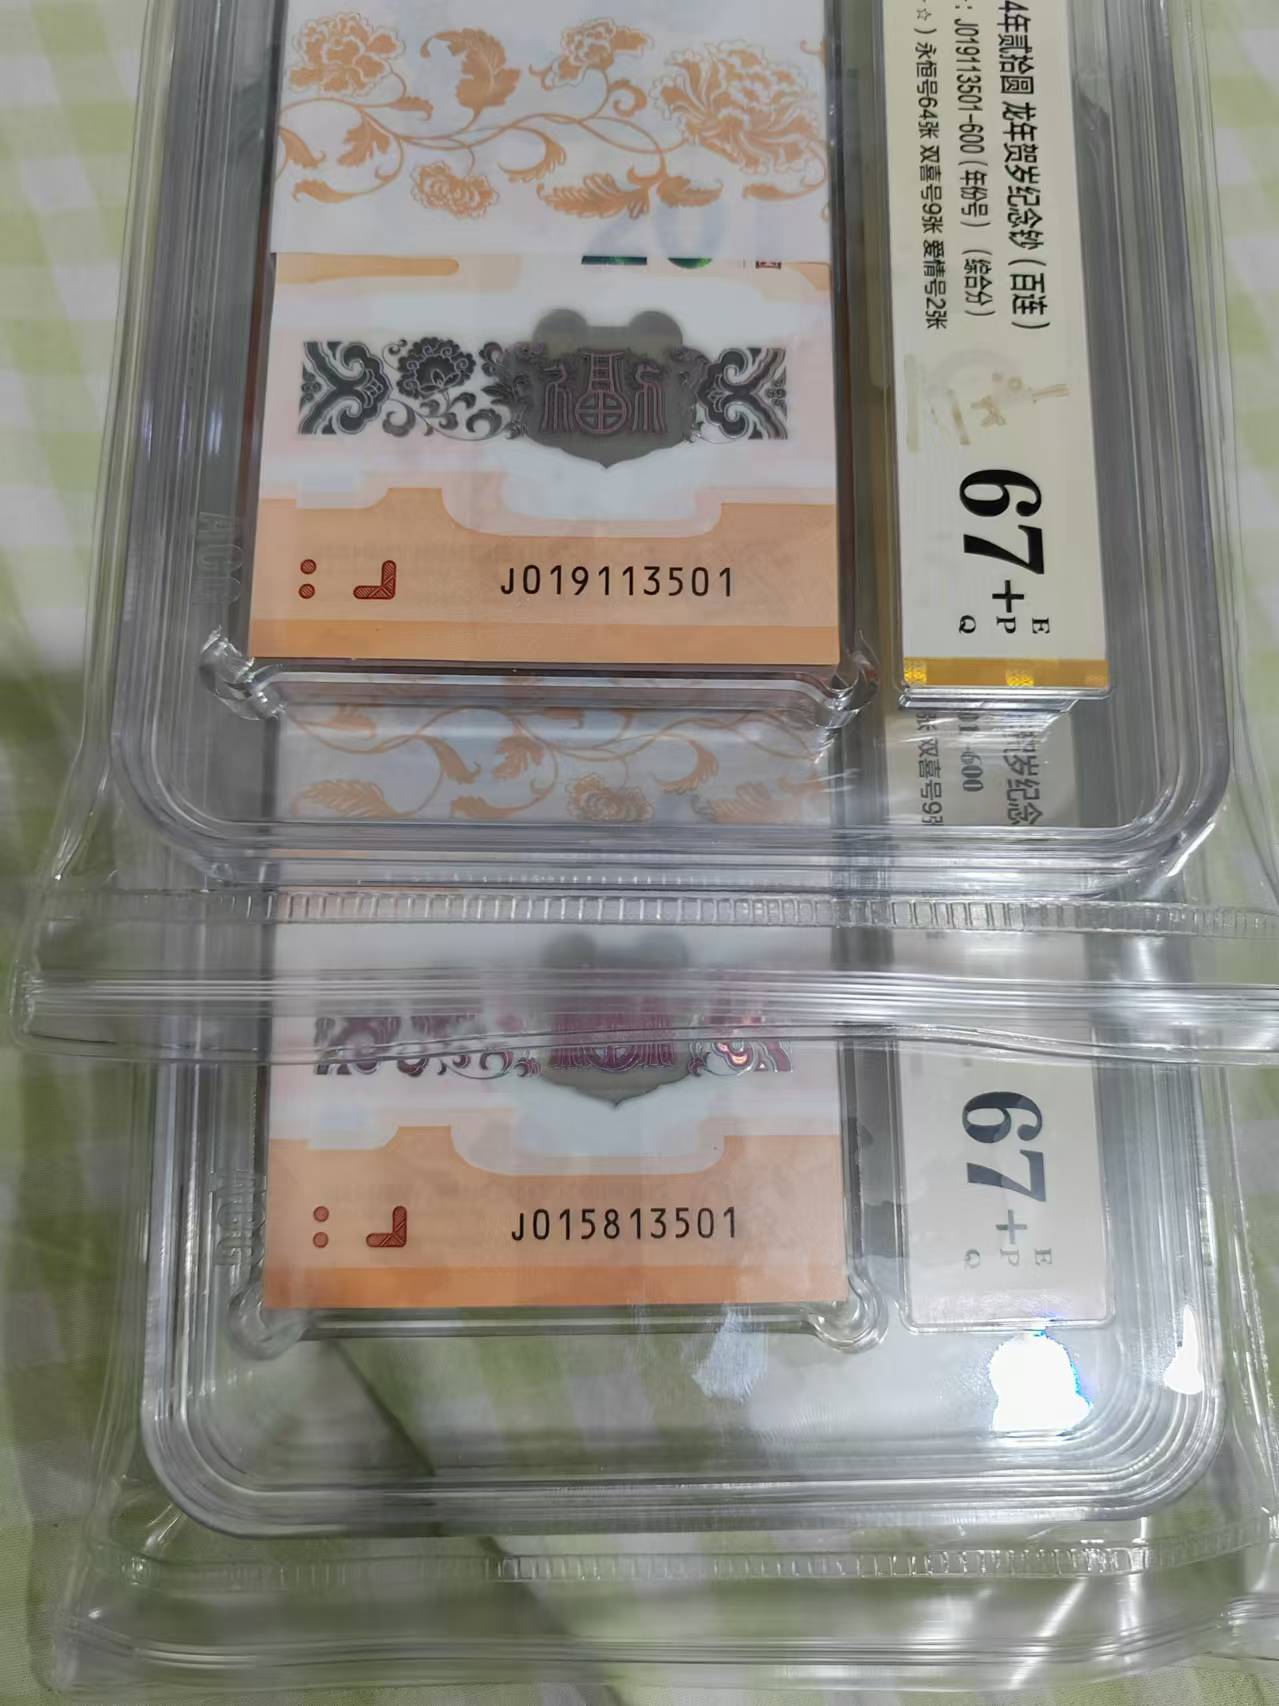 4年贰拾圆 龙年贺岁纪念钞（百连）
：J019113501-600（年份号）（综合分）
☆）永恒号64张 双喜号9张 爱情号2张
67+
E
P
Q
20
福
J019113501
贺岁纪念
01-600
张 双喜号9张
67+
E
P
Q
J015813501